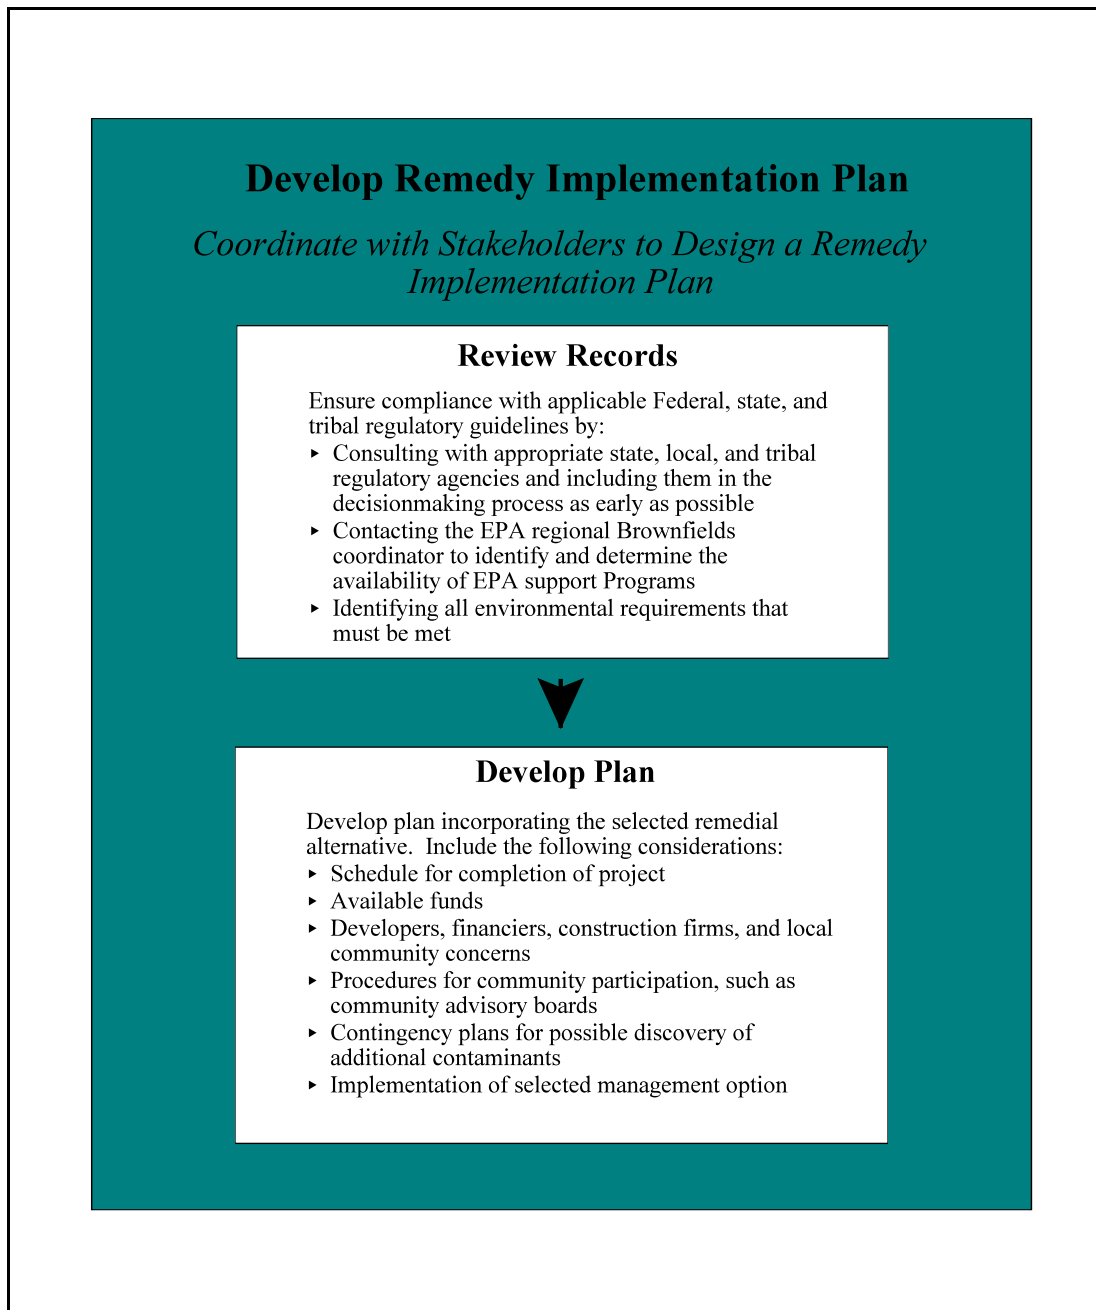 Develop Remedy Implementation Plan
Coordinate with Stakeholders to Design a Remedy
Implementation Plan
Review Records
Ensure compliance with applicable Federal, state, and
tribal regulatory guidelines by:
‣ Consulting with appropriate state, local, and tribal
regulatory agencies and including them in the
decisionmaking process as early as possible
‣ Contacting the EPA regional Brownfields
coordinator to identify and determine the
availability of EPA support Programs
‣ Identifying all environmental requirements that
must be met
Develop Plan
Develop plan incorporating the selected remedial
alternative.  Include the following considerations:
‣ Schedule for completion of project
‣ Available funds
‣ Developers, financiers, construction firms, and local
community concerns
‣ Procedures for community participation, such as
community advisory boards
‣ Contingency plans for possible discovery of
additional contaminants
‣ Implementation of selected management option